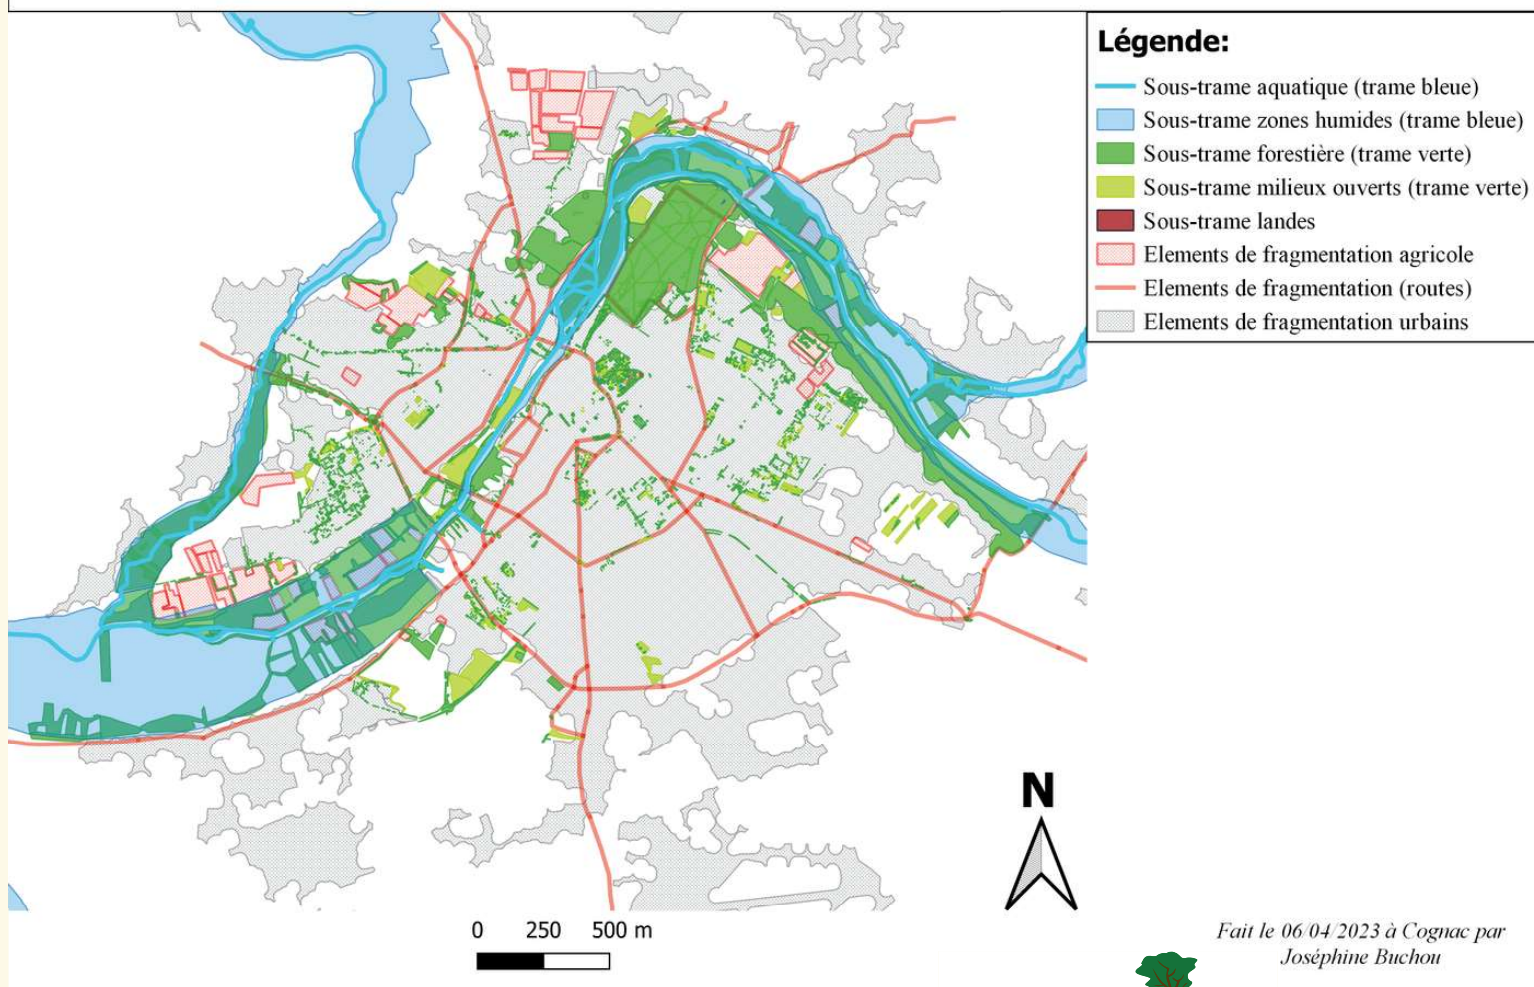 Légende:
Sous-trame aquatique (trame bleue)
Sous-trame zones humides (trame bleue)
Sous-trame forestière (trame verte)
Sous-trame milieux ouverts (trame verte)
Sous-trame landes
Elements de fragmentation agricole
Elements de fragmentation (routes)
Elements de fragmentation urbains
N
0 250 500 m
Fait le 06/04/2023 à Cognac par
Joséphine Buchou